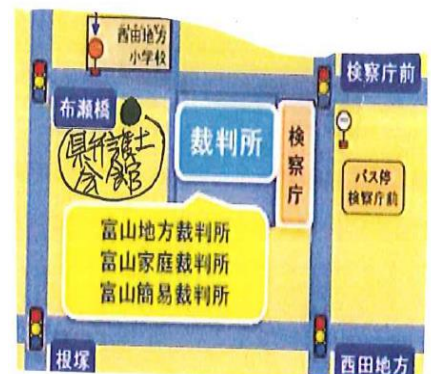 西田地方
小学校
検察庁前
布瀬橋
県弁護士
会館
裁判所
検
察
庁
バス停
検察庁前
富山地方裁判所
富山家庭裁判所
富山簡易裁判所
根塚
西田地方